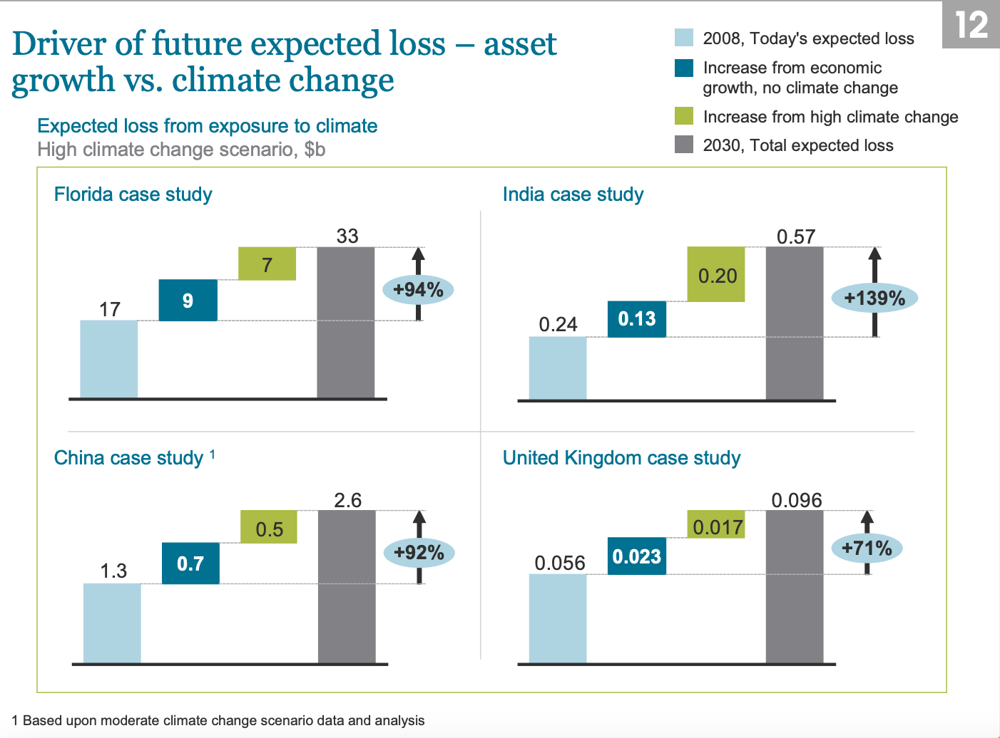 12
Driver of future expected loss – asset
growth vs. climate change
2008, Today's expected loss
Increase from economic
growth, no climate change
Increase from high climate change
2030, Total expected loss
Expected loss from exposure to climate
High climate change scenario, $b
Florida case study
17
9
7
33
+94%
India case study
0.24
0.13
0.20
0.57
+139%
China case study 1
1.3
0.7
0.5
2.6
+92%
United Kingdom case study
0.056
0.023
0.017
0.096
+71%
1 Based upon moderate climate change scenario data and analysis